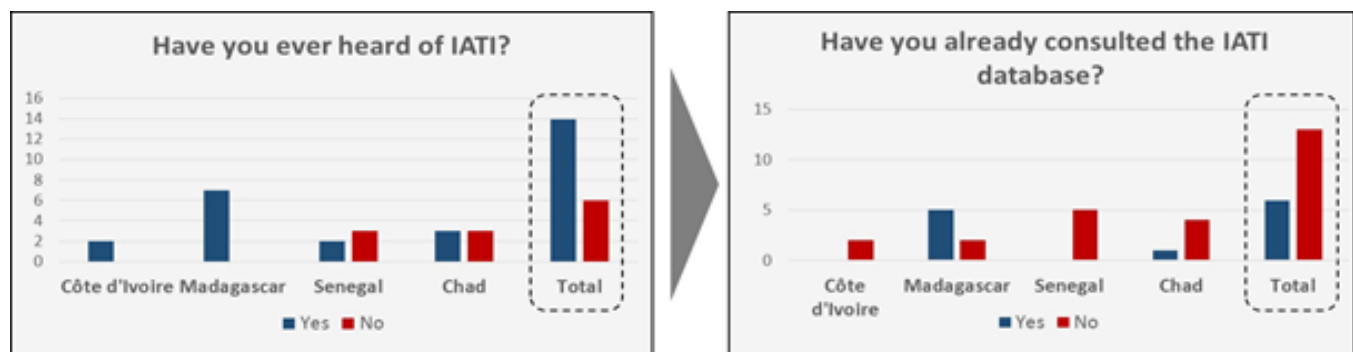 Have you ever heard of IATI?
16
14
12
10
8
6
4
2
0
Côte d'Ivoire Madagascar Senegal Chad Total
Yes No
Have you already consulted the IATI
database?
15
10
5
0
Côte Madagascar Senegal Chad Total
d'Ivoire
Yes No